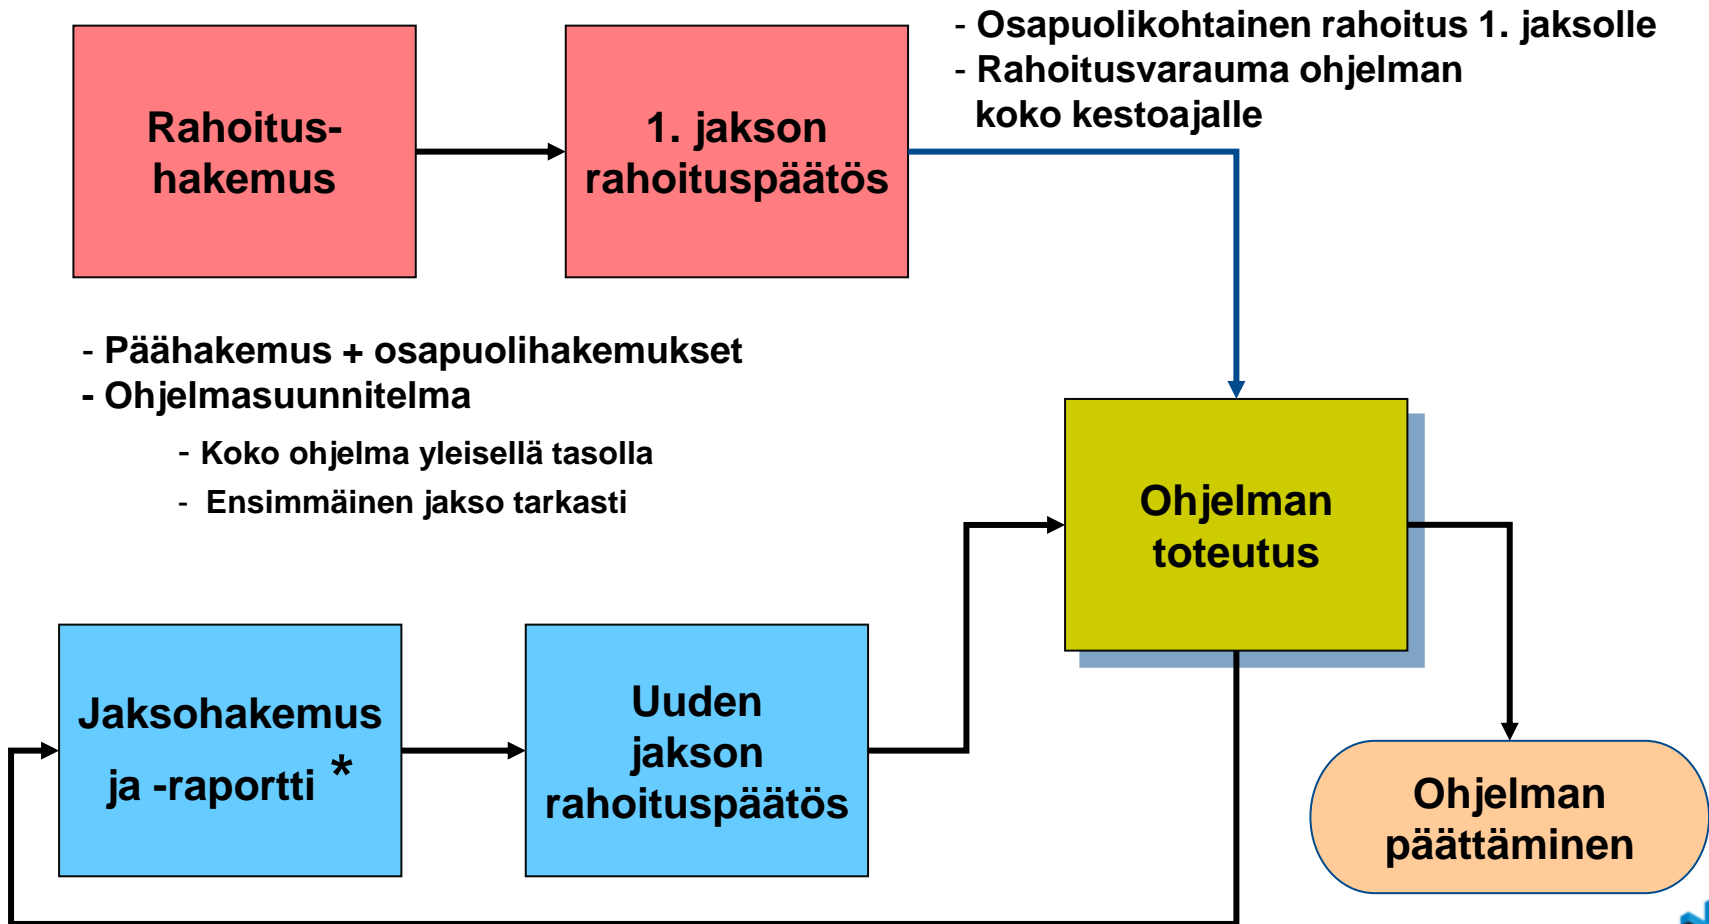 Rahoitus-
hakemus
1. jakson
rahoituspäätös
- Osapuolikohtainen rahoitus 1. jaksolle
- Rahoitusvarauma ohjelman
koko kestoajalle
- Päähakemus + osapuolihakemukset
- Ohjelmasuunnitelma
- Koko ohjelma yleisellä tasolla
- Ensimmäinen jakso tarkasti
Ohjelman
toteutus
Jaksohakemus
ja -raportti *
Uuden
jakson
rahoituspäätös
Ohjelman
päättäminen